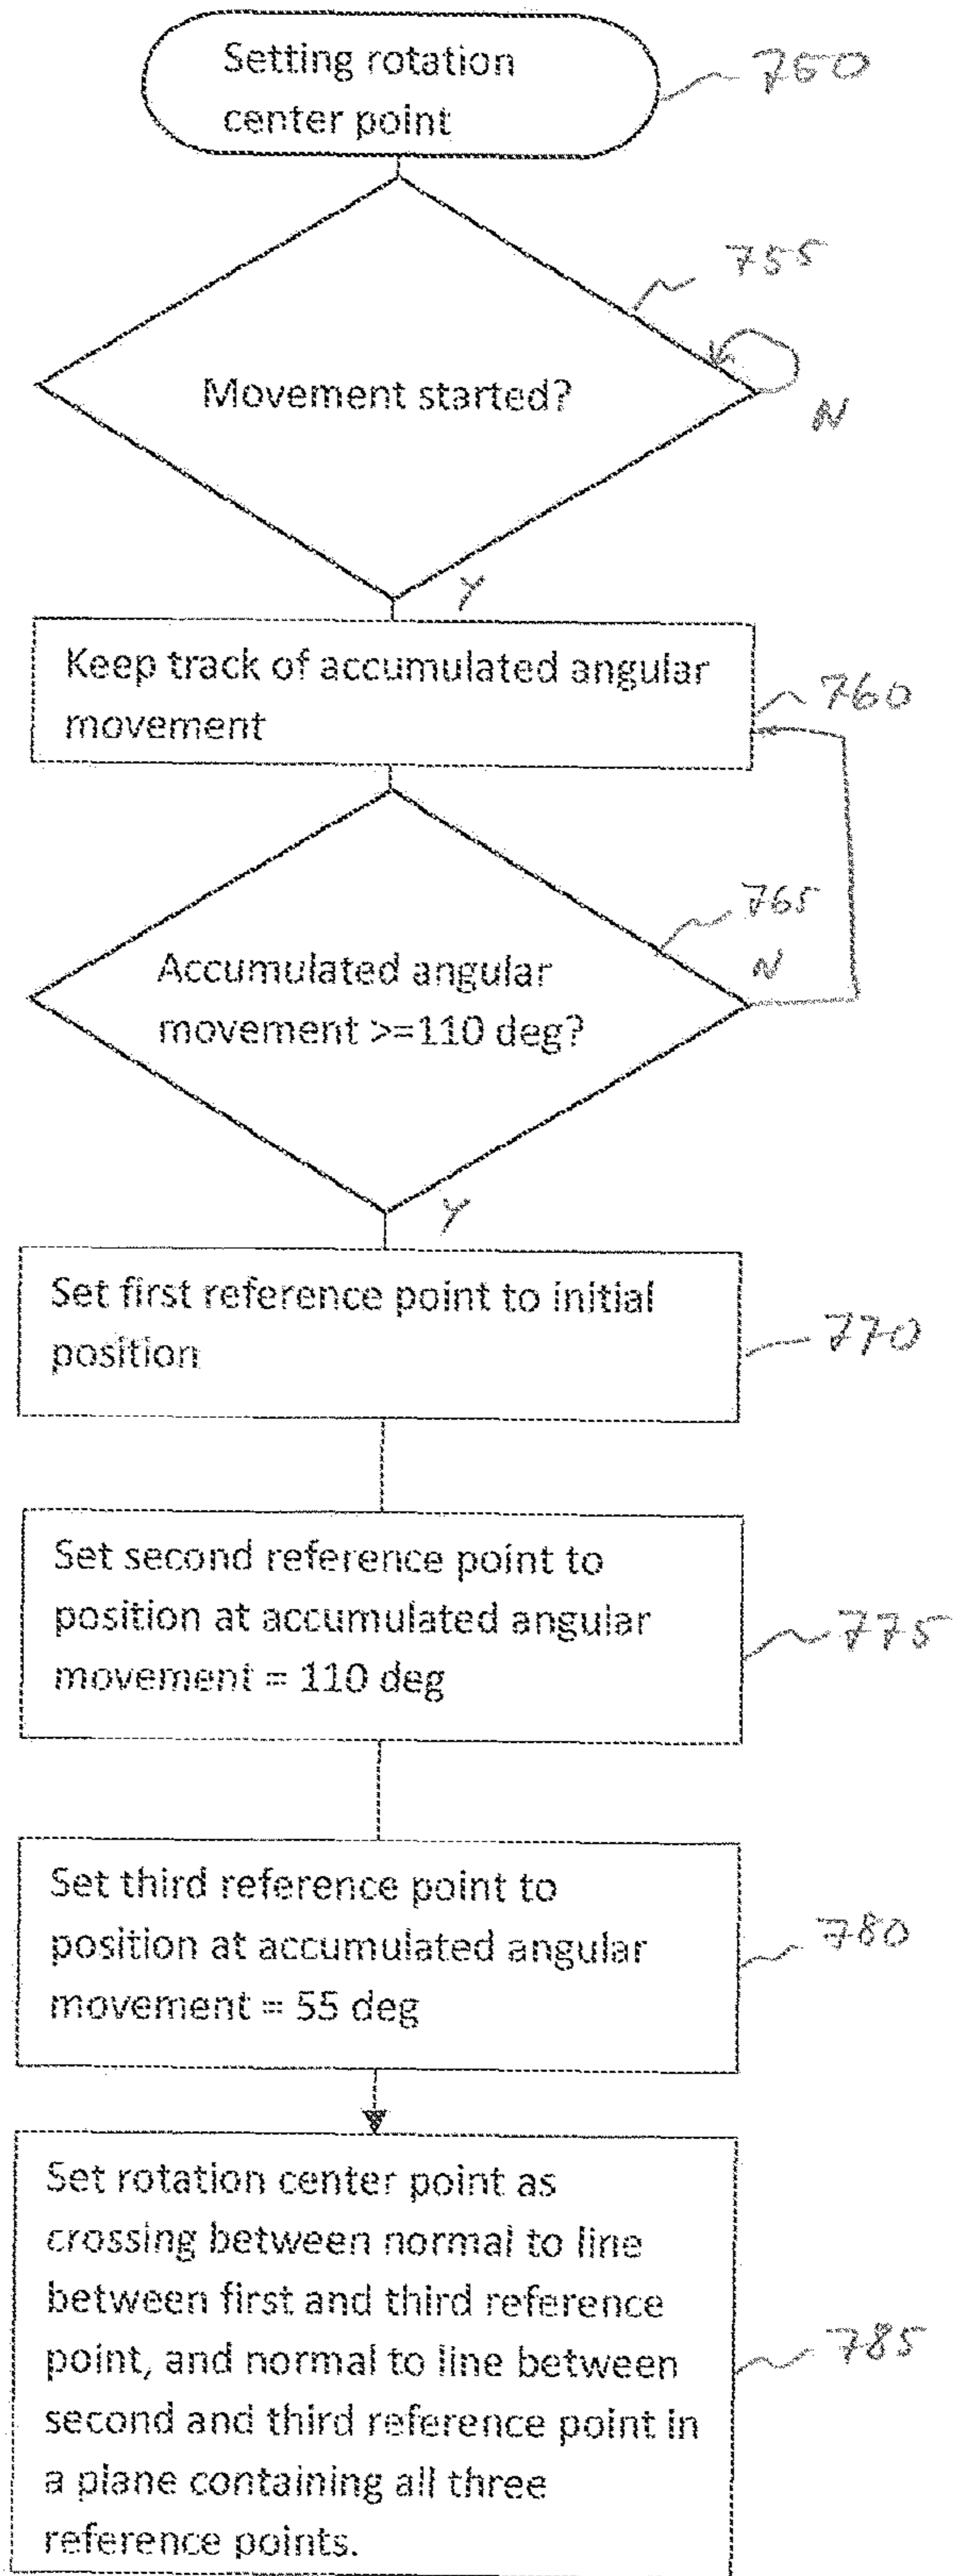 Setting rotation
center point
750
755
Movement started?
N
Y
Keep track of accumulated angular
movement
760
765
N
Accumulated angular
movement >=110 deg?
Y
Set first reference point to initial
position
770
Set second reference point to
position at accumulated angular
movement = 110 deg
775
Set third reference point to
position at accumulated angular
movement = 55 deg
780
Set rotation center point as
crossing between normal to line
between first and third reference
point, and normal to line between
second and third reference point in
a plane containing all three
reference points.
785